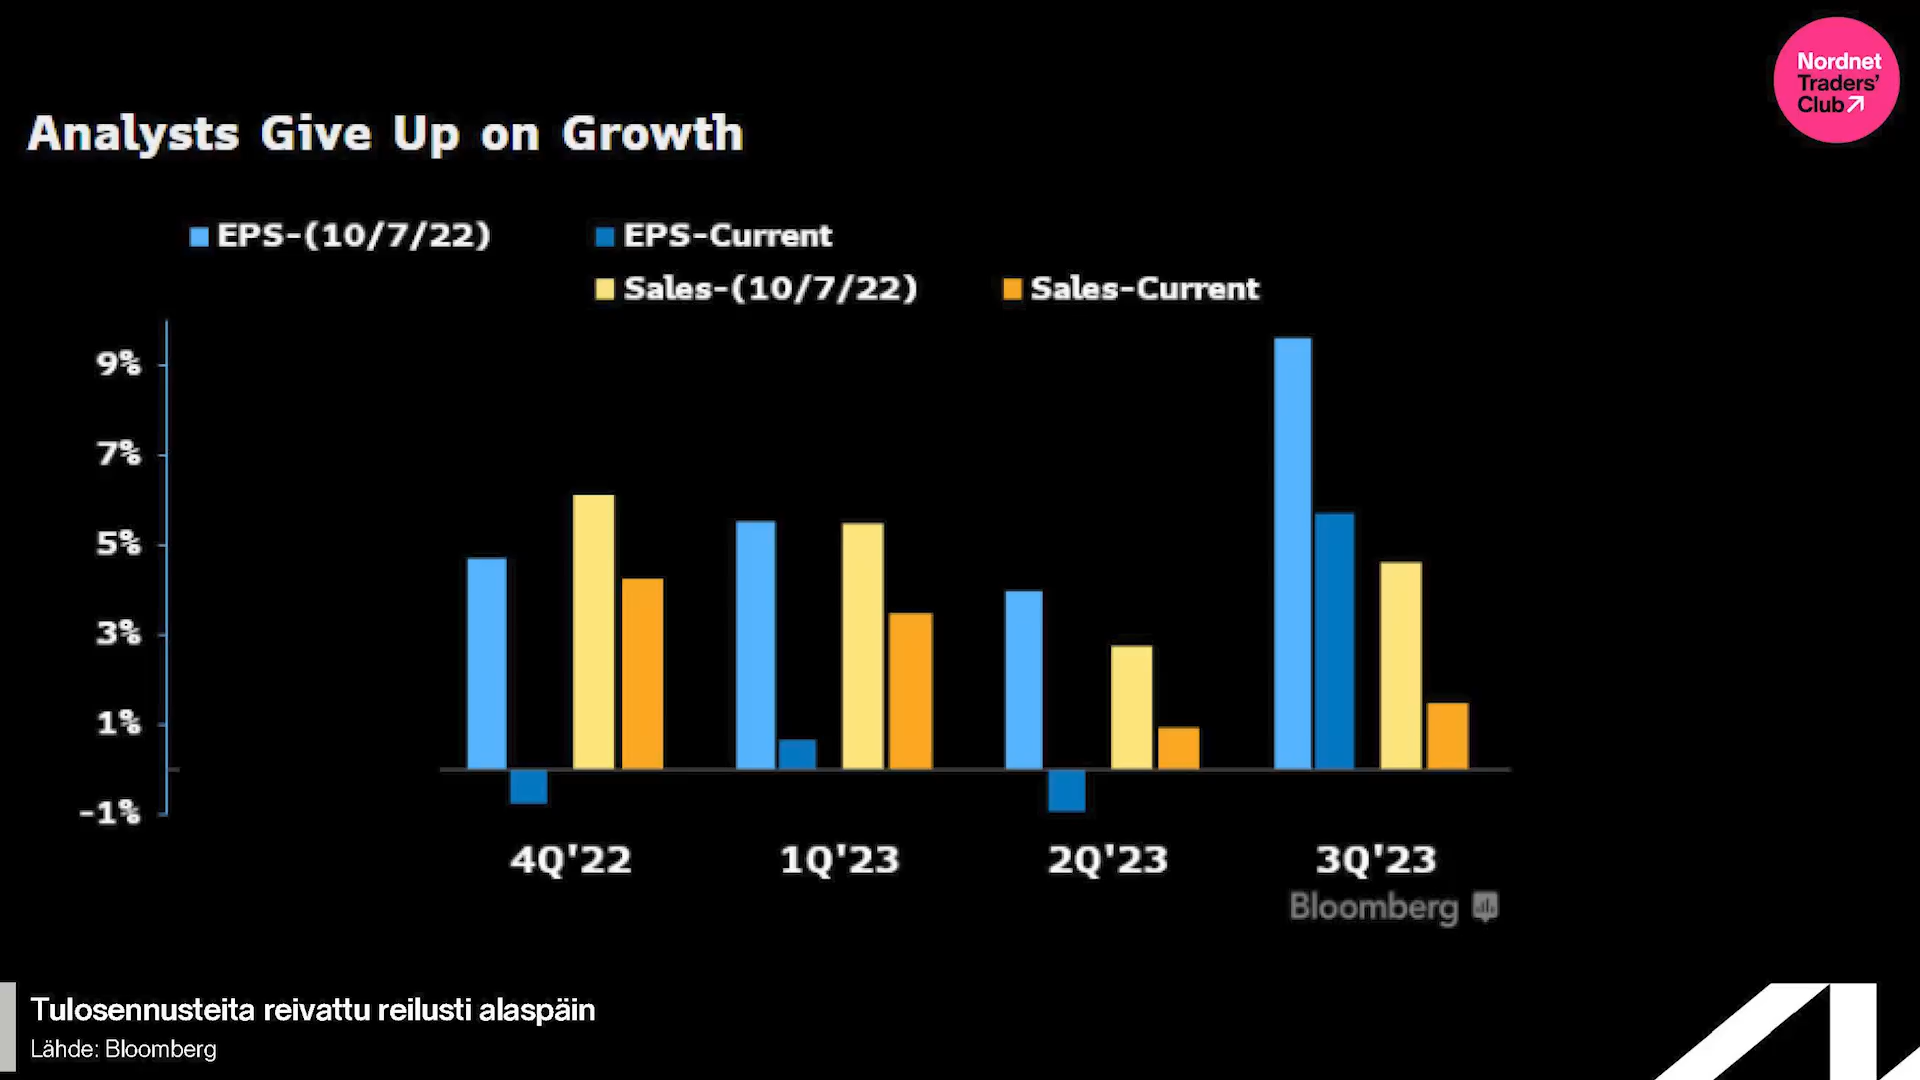 Nordnet
Traders'
Club
Analysts Give Up on Growth
EPS-(10/7/22) EPS-Current
Sales-(10/7/22) Sales-Current
9%
7%
5%
3%
1%
-1%
4Q'22 1Q'23 2Q'23 3Q'23
Bloomberg
Tulosennusteita reivattu reilusti alaspäin
Lähde: Bloomberg